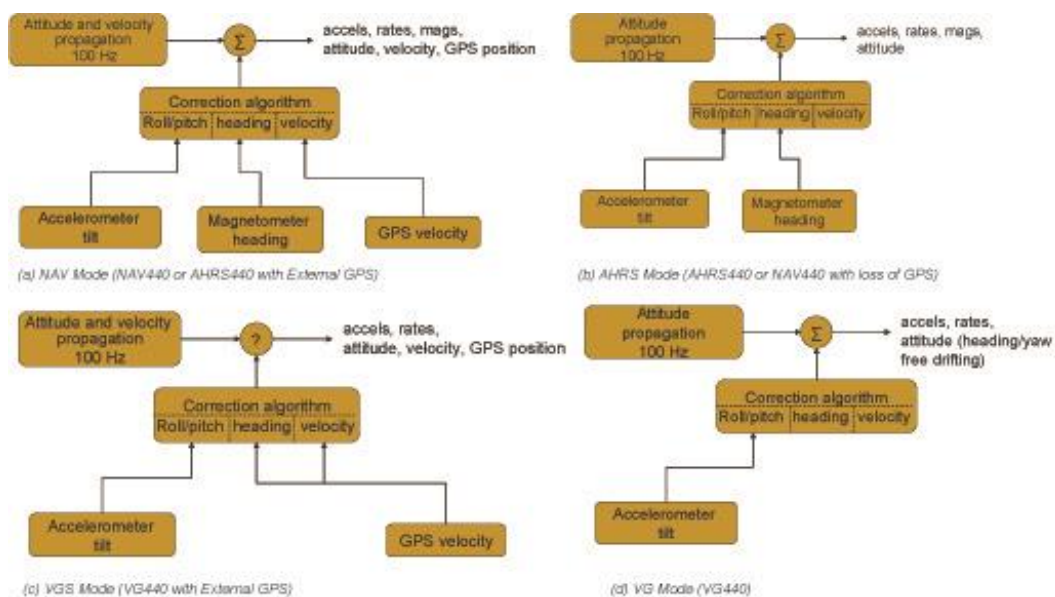 Attitude and velocity
propagation
100 Hz
Σ
accels, rates, mags,
attitude, velocity, GPS position
Correction algorithm
Roll/pitch heading velocity
Accelerometer
tilt
Magnetometer
heading
GPS velocity
(a) NAV Mode (NAV440 or AHRS440 with External GPS)
Attitude
propagation
100 Hz
Σ
accels, rates, mags,
attitude
Correction algorithm
Roll/pitch heading velocity
Accelerometer
tilt
Magnetometer
heading
(b) AHRS Mode (AHRS440 or NAV440 with loss of GPS)
Attitude and velocity
propagation
100 Hz
?
accels, rates,
attitude, velocity, GPS position
Correction algorithm
Roll/pitch heading velocity
Accelerometer
tilt
GPS velocity
(c) VGS Mode (VG440 with External GPS)
Attitude
propagation
100 Hz
Σ
accels, rates,
attitude (heading/yaw
free drifting)
Correction algorithm
Roll/pitch heading velocity
Accelerometer
tilt
(d) VG Mode (VG440)